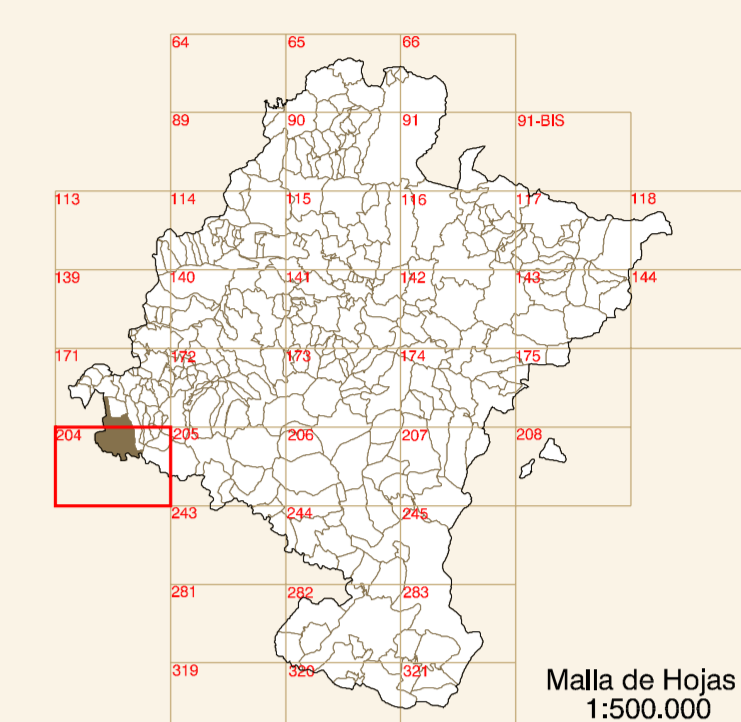 64 65 66
89 90 91 91-BIS
113 114 115 116 117 118
139 140 141 142 143 144
171 172 173 174 175
204 205 206 207 208
243 244 245
281 282 283
319 320 321
Malla de Hojas
1:500.000